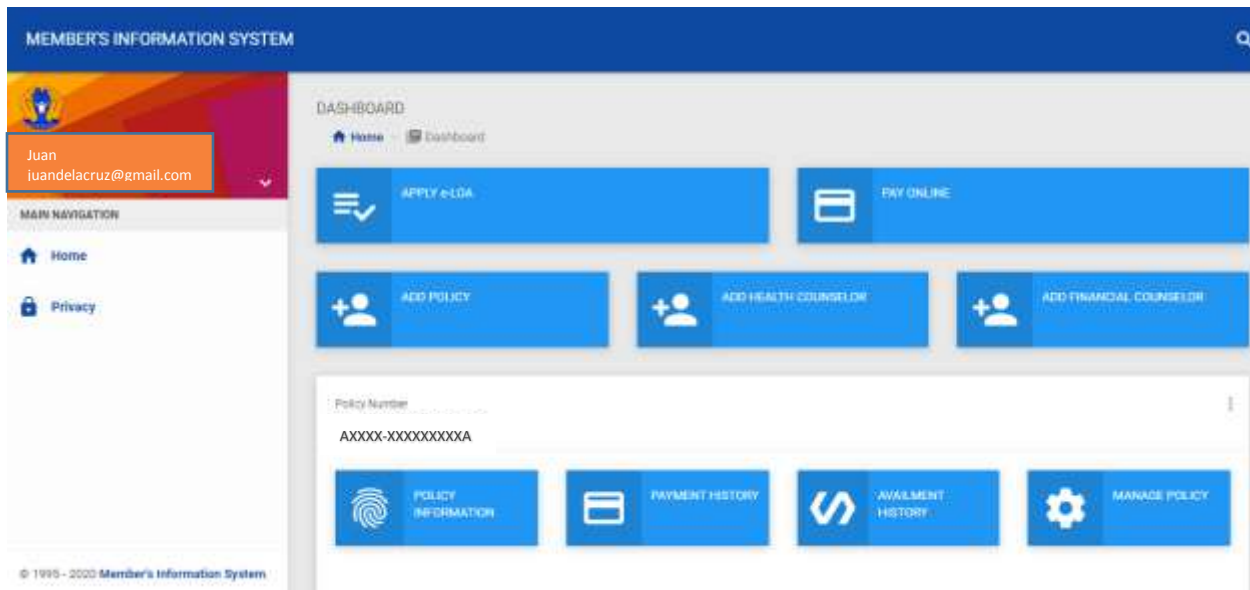 MEMBER'S INFORMATION SYSTEM
Juan
juandelacruz@gmail.com
MAIN NAVIGATION
Home
Privacy
© 1995 - 2020 Member's Information System
DASHBOARD
Home Dashboard
APPLY e-LOA
PAY ONLINE
ADD POLICY
ADD HEALTH COUNSELOR
ADD FINANCIAL COUNSELOR
Policy Number
AXXXX-XXXXXXXXXA
POLICY
INFORMATION
PAYMENT HISTORY
AVAILMENT
HISTORY
MANAGE POLICY